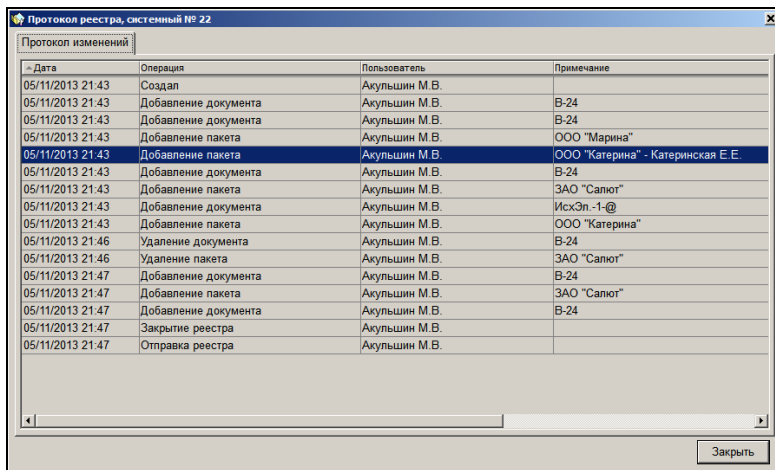 Протокол реестра, системный № 22
Протокол изменений
Дата Операция Пользователь Примечание
05/11/2013 21:43 Создал Акульшин М.В.
05/11/2013 21:43 Добавление документа Акульшин М.В. В-24
05/11/2013 21:43 Добавление документа Акульшин М.В. В-24
05/11/2013 21:43 Добавление пакета Акульшин М.В. ООО "Марина"
05/11/2013 21:43 Добавление пакета Акульшин М.В. ООО "Катерина" - Катеринская Е.Е.
05/11/2013 21:43 Добавление документа Акульшин М.В. В-24
05/11/2013 21:43 Добавление пакета Акульшин М.В. ЗАО "Салют"
05/11/2013 21:43 Добавление документа Акульшин М.В. ИсхЭл.-1-@
05/11/2013 21:43 Добавление пакета Акульшин М.В. ООО "Катерина"
05/11/2013 21:46 Удаление документа Акульшин М.В. В-24
05/11/2013 21:46 Удаление пакета Акульшин М.В. ЗАО "Салют"
05/11/2013 21:47 Добавление документа Акульшин М.В. В-24
05/11/2013 21:47 Добавление пакета Акульшин М.В. ЗАО "Салют"
05/11/2013 21:47 Добавление документа Акульшин М.В. В-24
05/11/2013 21:47 Закрытие реестра Акульшин М.В.
05/11/2013 21:47 Отправка реестра Акульшин М.В.
Закрыть